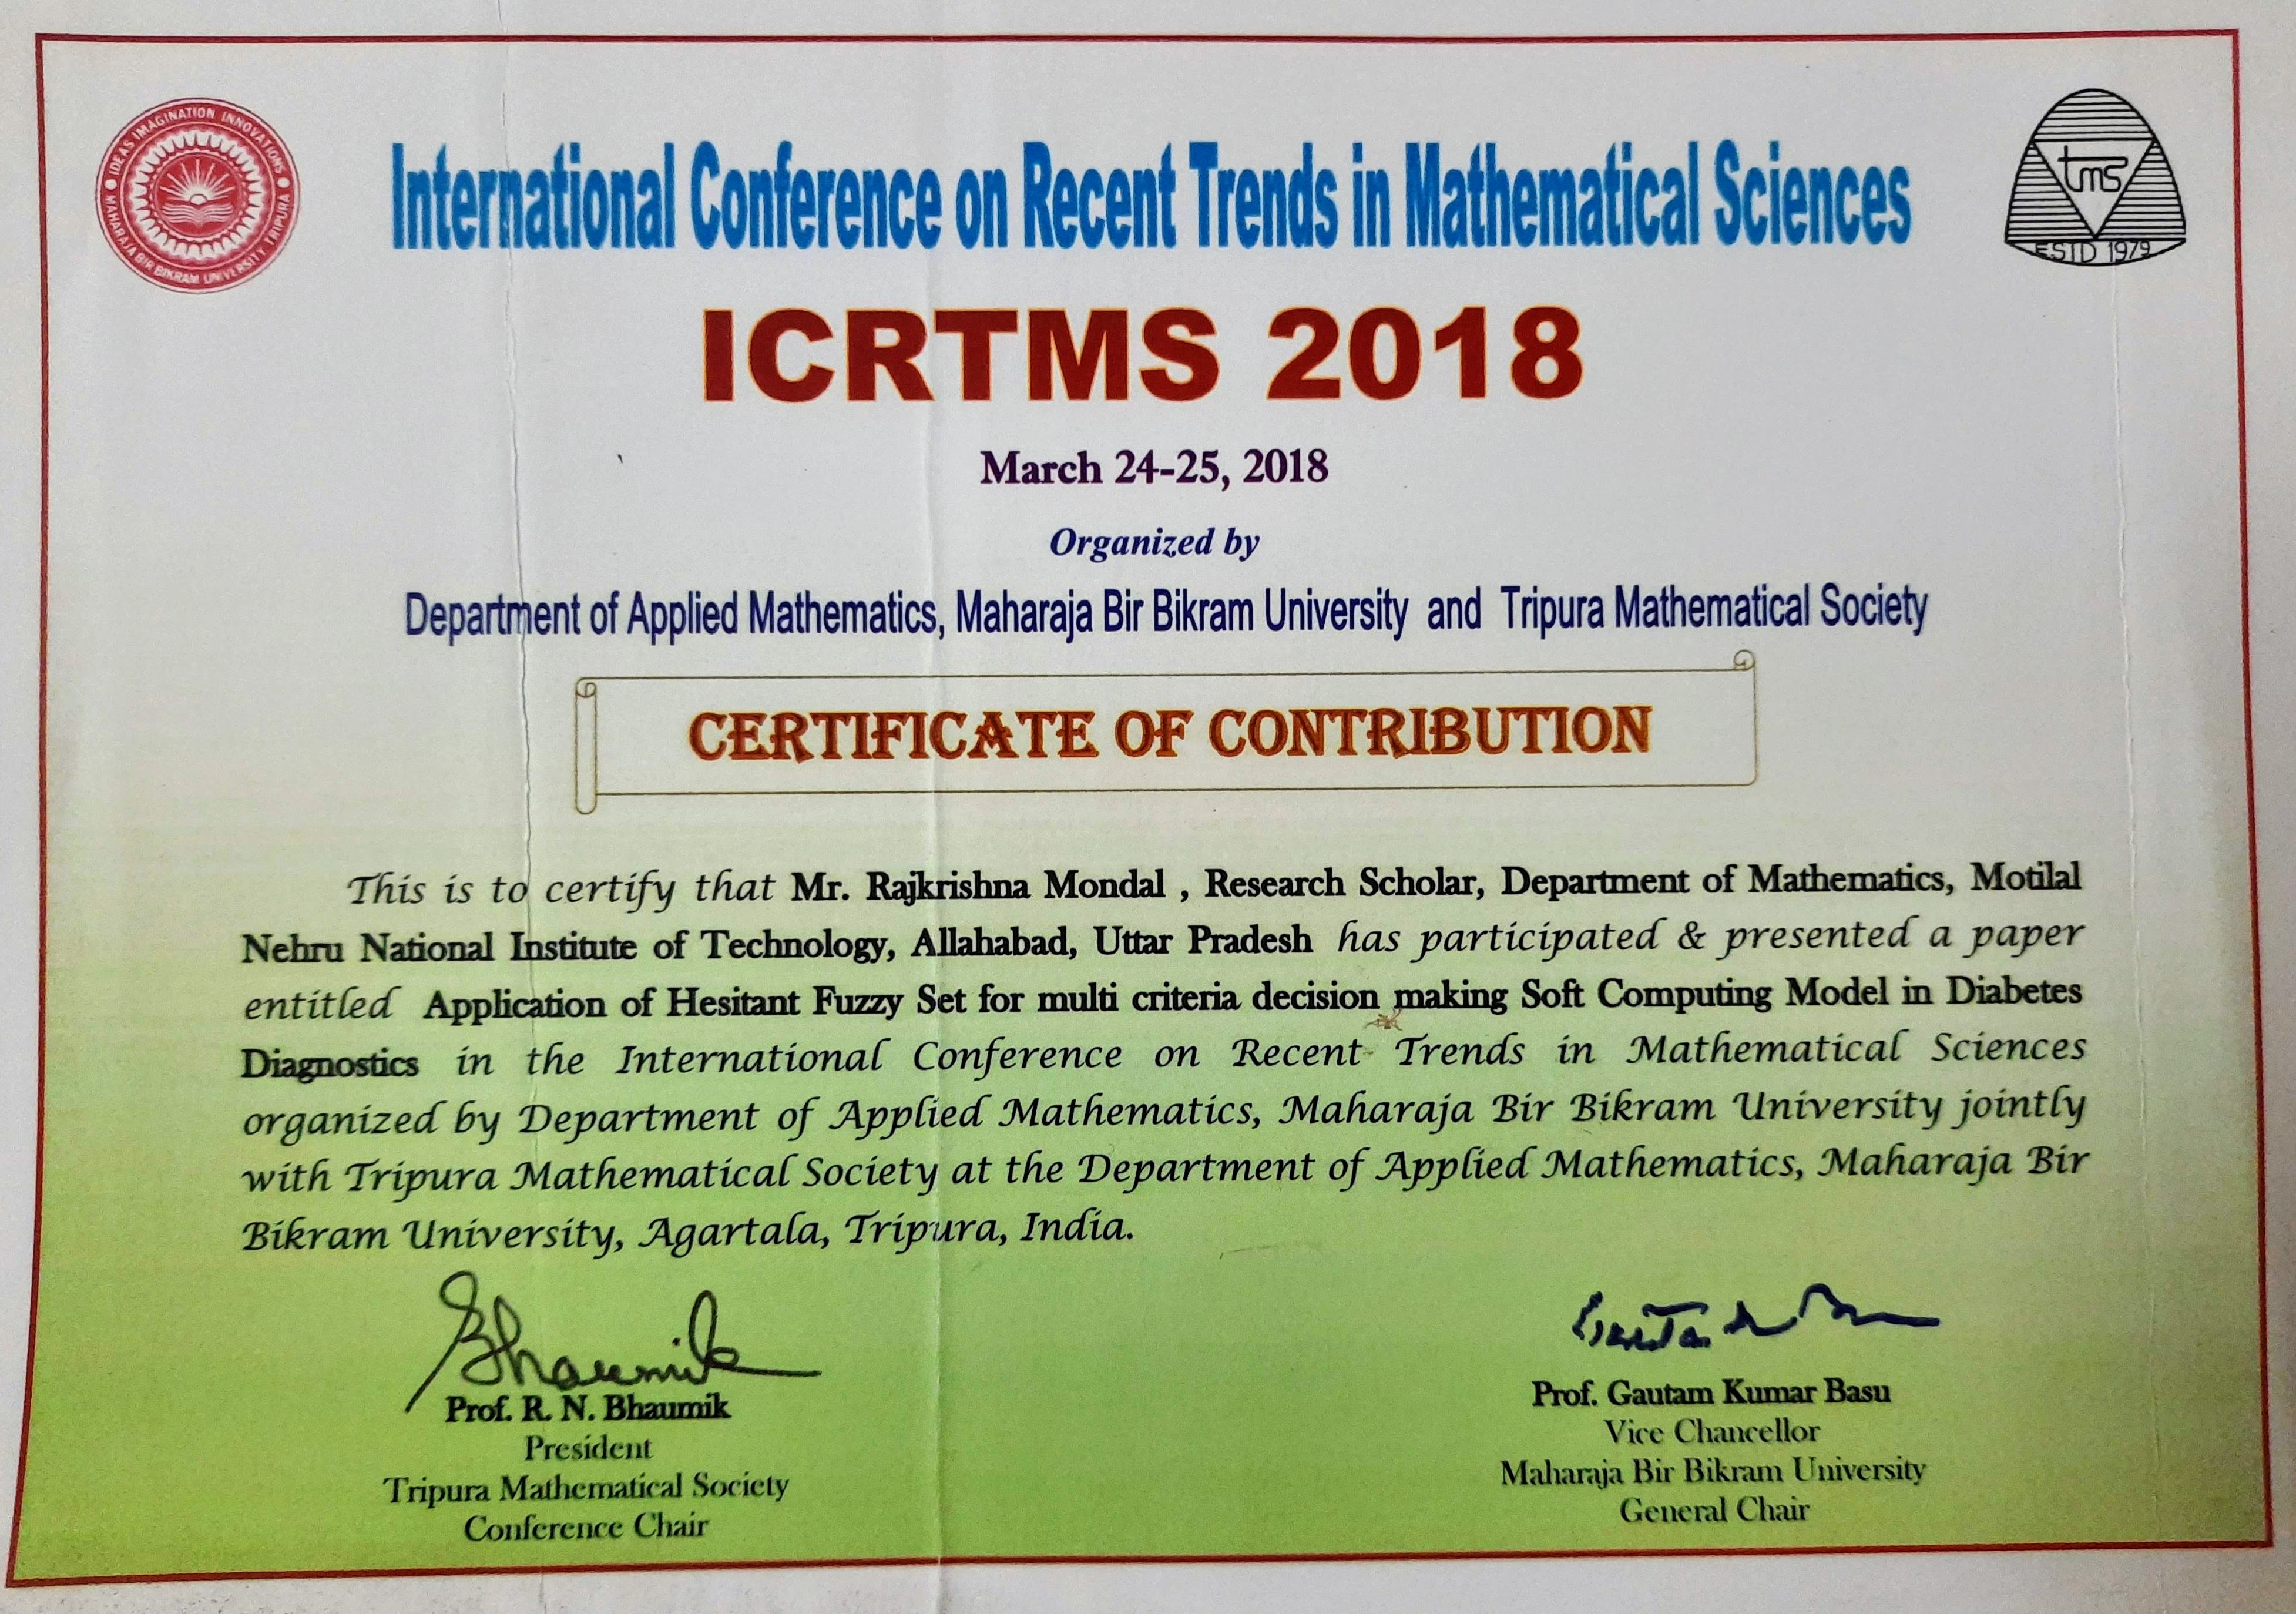 IDEAS IMAGINATION INNOVATIONS
MAHARAJA BIR BIKRAM UNIVERSITY, TRIPURA
tms
ESTD 1979
International Conference on Recent Trends in Mathematical Sciences
ICRTMS 2018
March 24-25, 2018
Organized by
Department of Applied Mathematics, Maharaja Bir Bikram University and Tripura Mathematical Society
CERTIFICATE OF CONTRIBUTION
This is to certify that Mr. Rajkrishna Mondal , Research Scholar, Department of Mathematics, Motilal
Nehru National Institute of Technology, Allahabad, Uttar Pradesh has participated & presented a paper
entitled Application of Hesitant Fuzzy Set for multi criteria decision making Soft Computing Model in Diabetes
Diagnostics in the International Conference on Recent Trends in Mathematical Sciences
organized by Department of Applied Mathematics, Maharaja Bir Bikram University jointly
with Tripura Mathematical Society at the Department of Applied Mathematics, Maharaja Bir
Bikram University, Agartala, Tripura, India.
Bhaumik
Prof. R. N. Bhaumik
President
Tripura Mathematical Society
Conference Chair
Prof. Gautam Kumar Basu
Vice Chancellor
Maharaja Bir Bikram University
General Chair